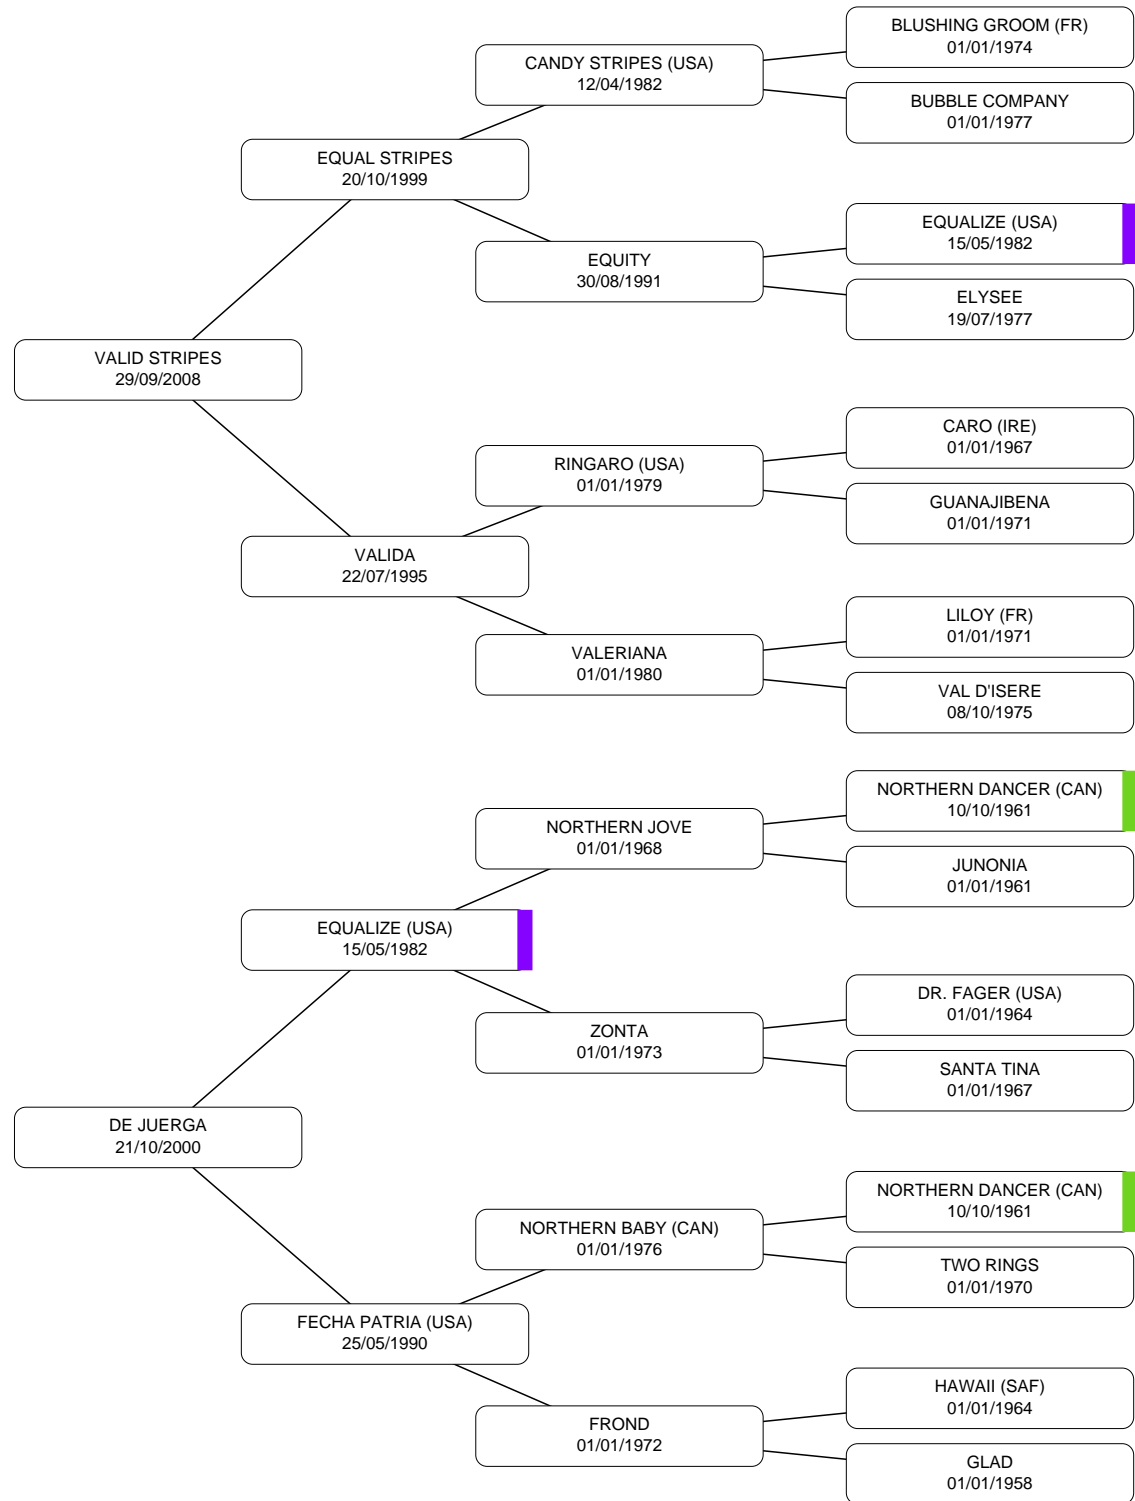 BLUSHING GROOM (FR)
01/01/1974
CANDY STRIPES (USA)
12/04/1982
BUBBLE COMPANY
01/01/1977
EQUAL STRIPES
20/10/1999
EQUALIZE (USA)
15/05/1982
EQUITY
30/08/1991
ELYSEE
19/07/1977
VALID STRIPES
29/09/2008
CARO (IRE)
01/01/1967
RINGARO (USA)
01/01/1979
GUANAJIBENA
01/01/1971
VALIDA
22/07/1995
LILOY (FR)
01/01/1971
VALERIANA
01/01/1980
VAL D'ISERE
08/10/1975
NORTHERN DANCER (CAN)
10/10/1961
NORTHERN JOVE
01/01/1968
JUNONIA
01/01/1961
EQUALIZE (USA)
15/05/1982
DR. FAGER (USA)
01/01/1964
ZONTA
01/01/1973
SANTA TINA
01/01/1967
DE JUERGA
21/10/2000
NORTHERN DANCER (CAN)
10/10/1961
NORTHERN BABY (CAN)
01/01/1976
TWO RINGS
01/01/1970
FECHA PATRIA (USA)
25/05/1990
HAWAII (SAF)
01/01/1964
FROND
01/01/1972
GLAD
01/01/1958